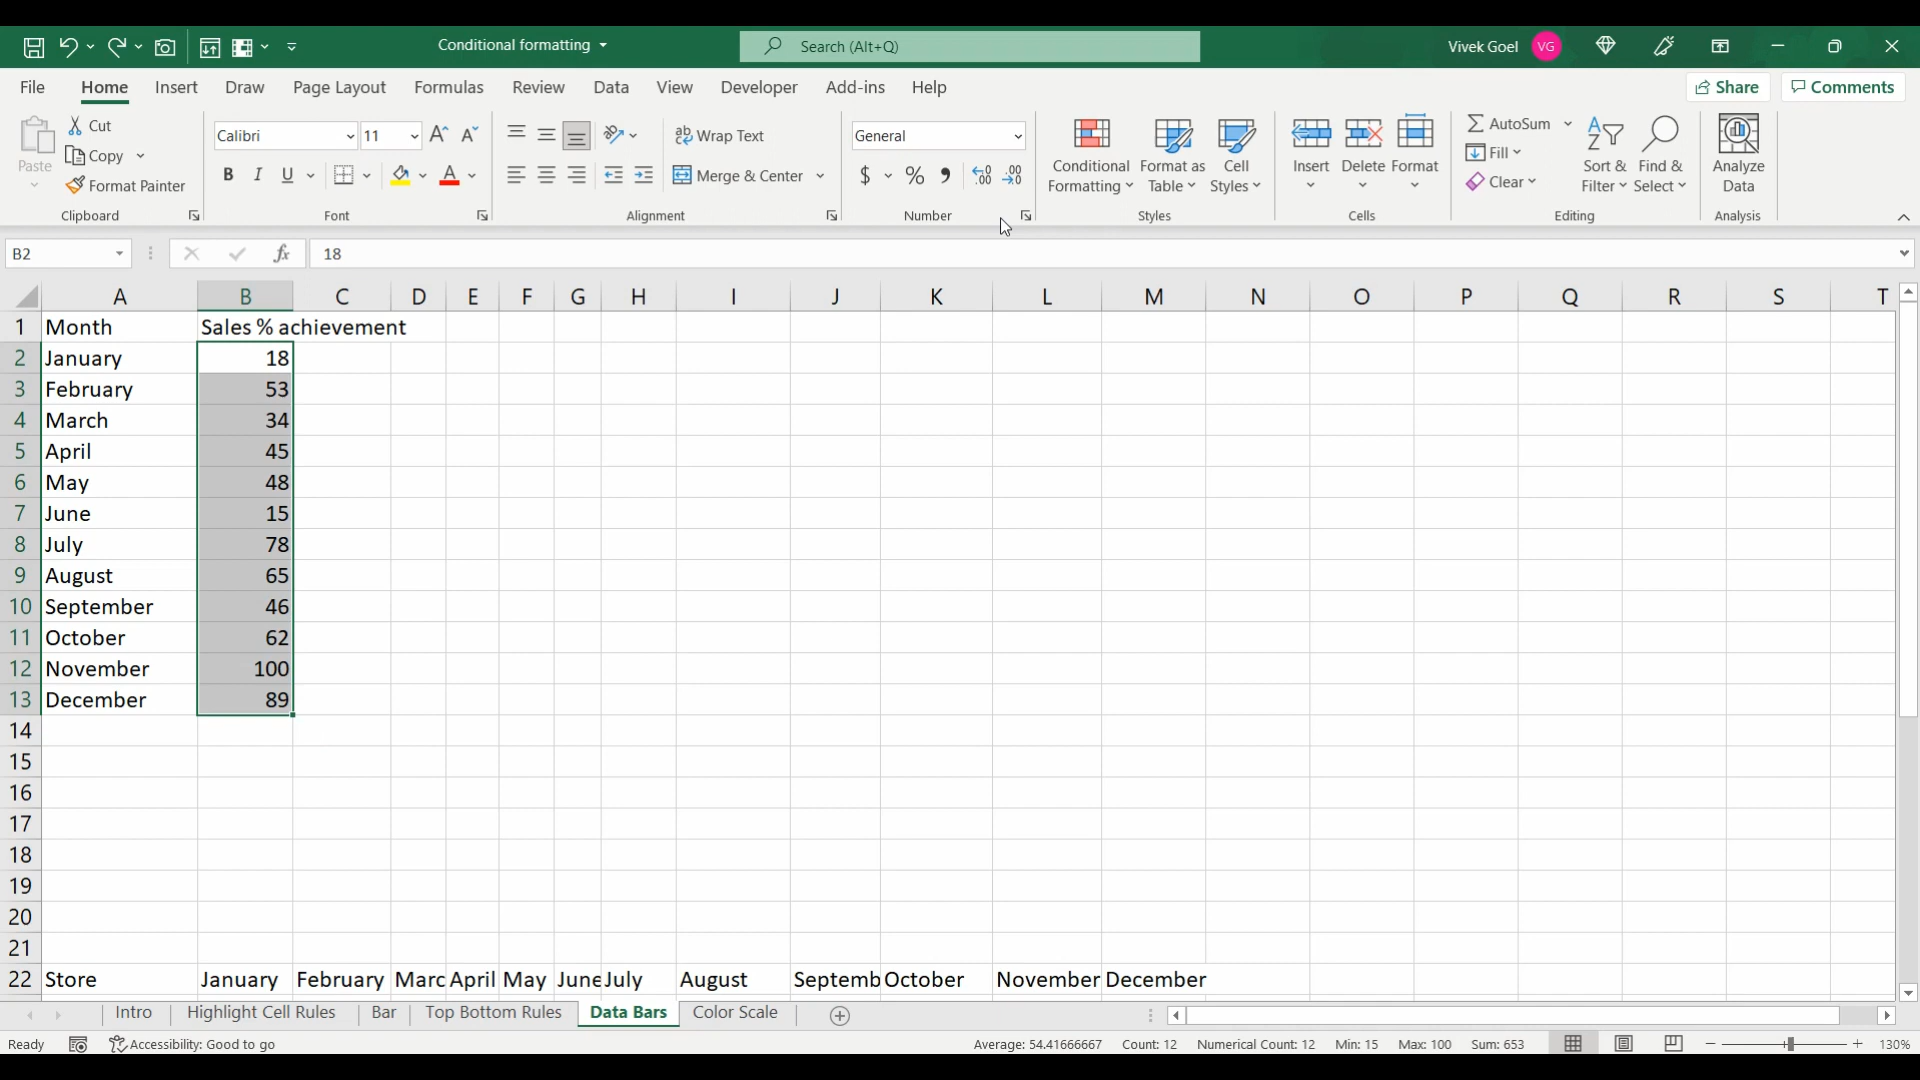 Conditional formatting
Search (Alt+Q)
Vivek Goel VG
File Home Insert Draw Page Layout Formulas Review Data View Developer Add-ins Help Share Comments
Paste
Cut
Copy
Format Painter
Clipboard
Calibri 11
B I U A
Font
ab Wrap Text
Merge & Center
Alignment
General
$ % ,
Number
Conditional Formatting
Format as Table
Cell Styles
Styles
Insert Delete Format
Cells
AutoSum
Fill
Clear
Sort & Filter
Find & Select
Editing
Analyze Data
Analysis
B2 fx 18
A B C D E F G H I J K L M N O P Q R S T
1 Month Sales % achievement
2 January 18
3 February 53
4 March 34
5 April 45
6 May 48
7 June 15
8 July 78
9 August 65
10 September 46
11 October 62
12 November 100
13 December 89
14
15
16
17
18
19
20
21
22 Store January February Marc April May June July August Septemb October November December
Intro Highlight Cell Rules Bar Top Bottom Rules Data Bars Color Scale
Ready Accessibility: Good to go Average: 54.41666667 Count: 12 Numerical Count: 12 Min: 15 Max: 100 Sum: 653 130%